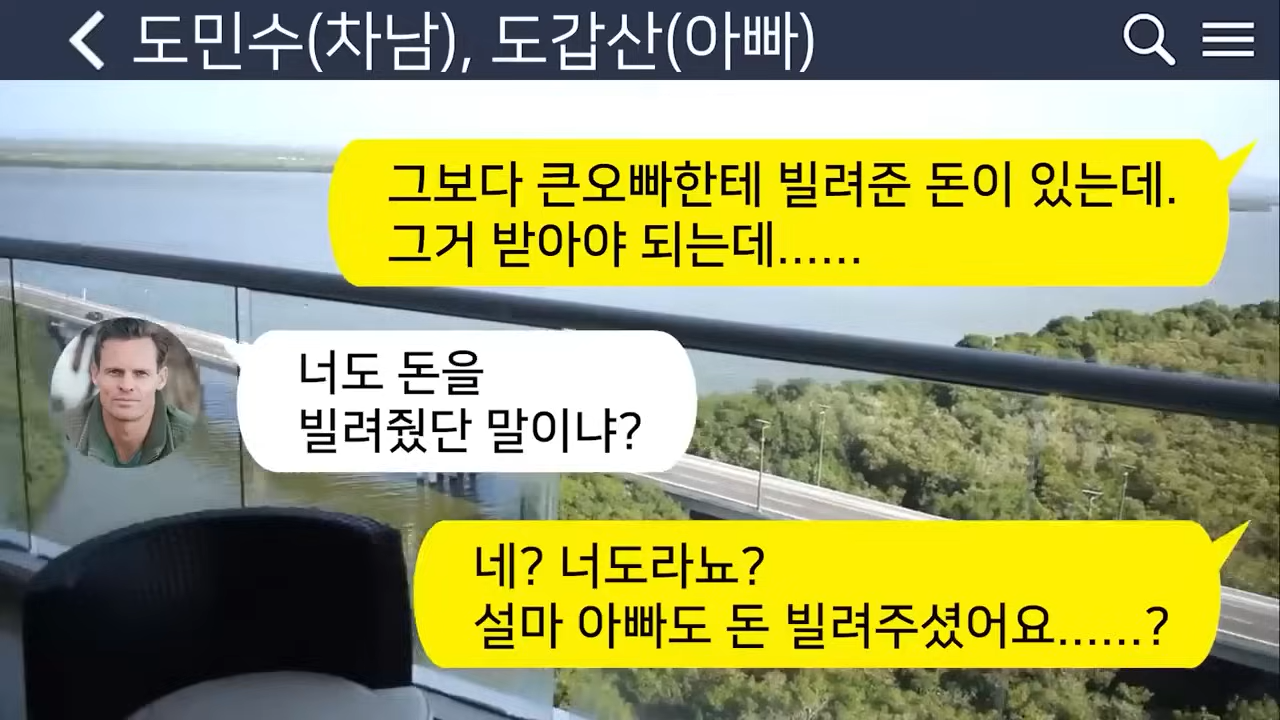 도민수(차남), 도갑산(아빠)
그보다 큰오빠한테 빌려준 돈이 있는데.
그거 받아야 되는데......
너도 돈을
빌려줬단 말이냐?
네? 너도라뇨?
설마 아빠도 돈 빌려주셨어요......?